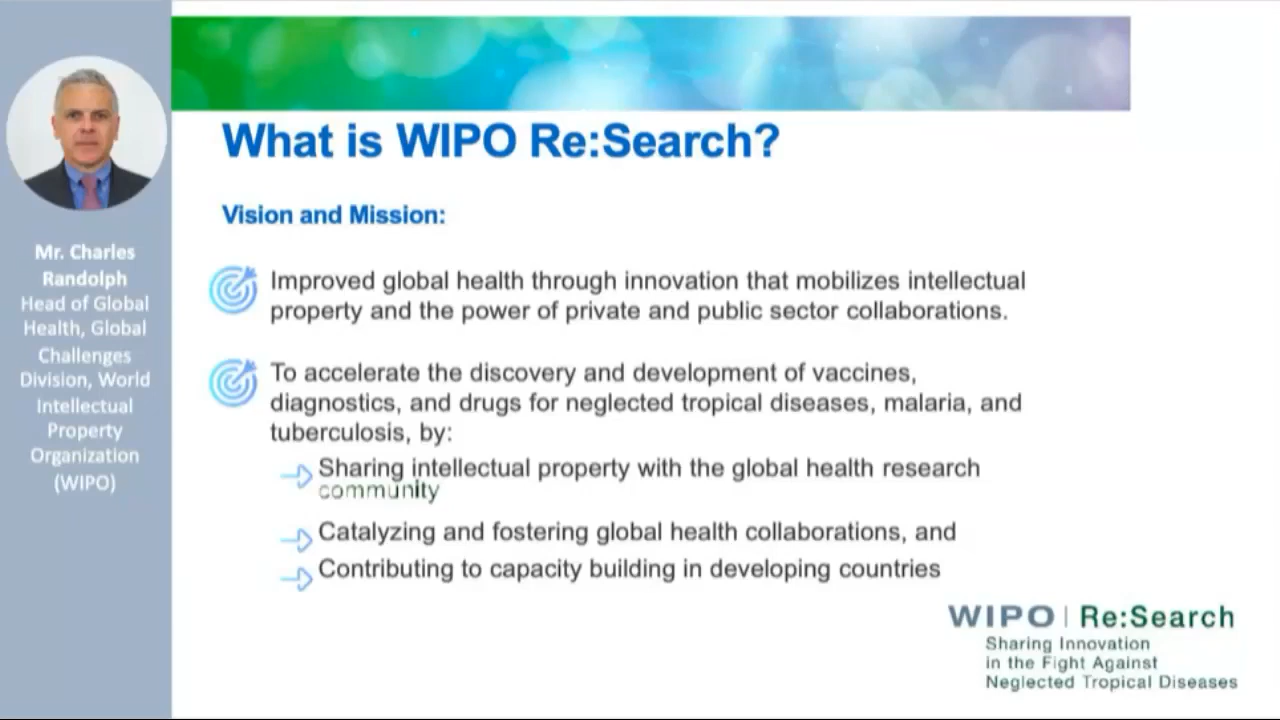 Mr. Charles
Randolph
Head of Global
Health, Global
Challenges
Division, World
Intellectual
Property
Organization
(WIPO)
What is WIPO Re:Search?
Vision and Mission:
Improved global health through innovation that mobilizes intellectual
property and the power of private and public sector collaborations.
To accelerate the discovery and development of vaccines,
diagnostics, and drugs for neglected tropical diseases, malaria, and
tuberculosis, by:
Sharing intellectual property with the global health research
community
Catalyzing and fostering global health collaborations, and
Contributing to capacity building in developing countries
WIPO | Re:Search
Sharing Innovation
in the Fight Against
Neglected Tropical Diseases